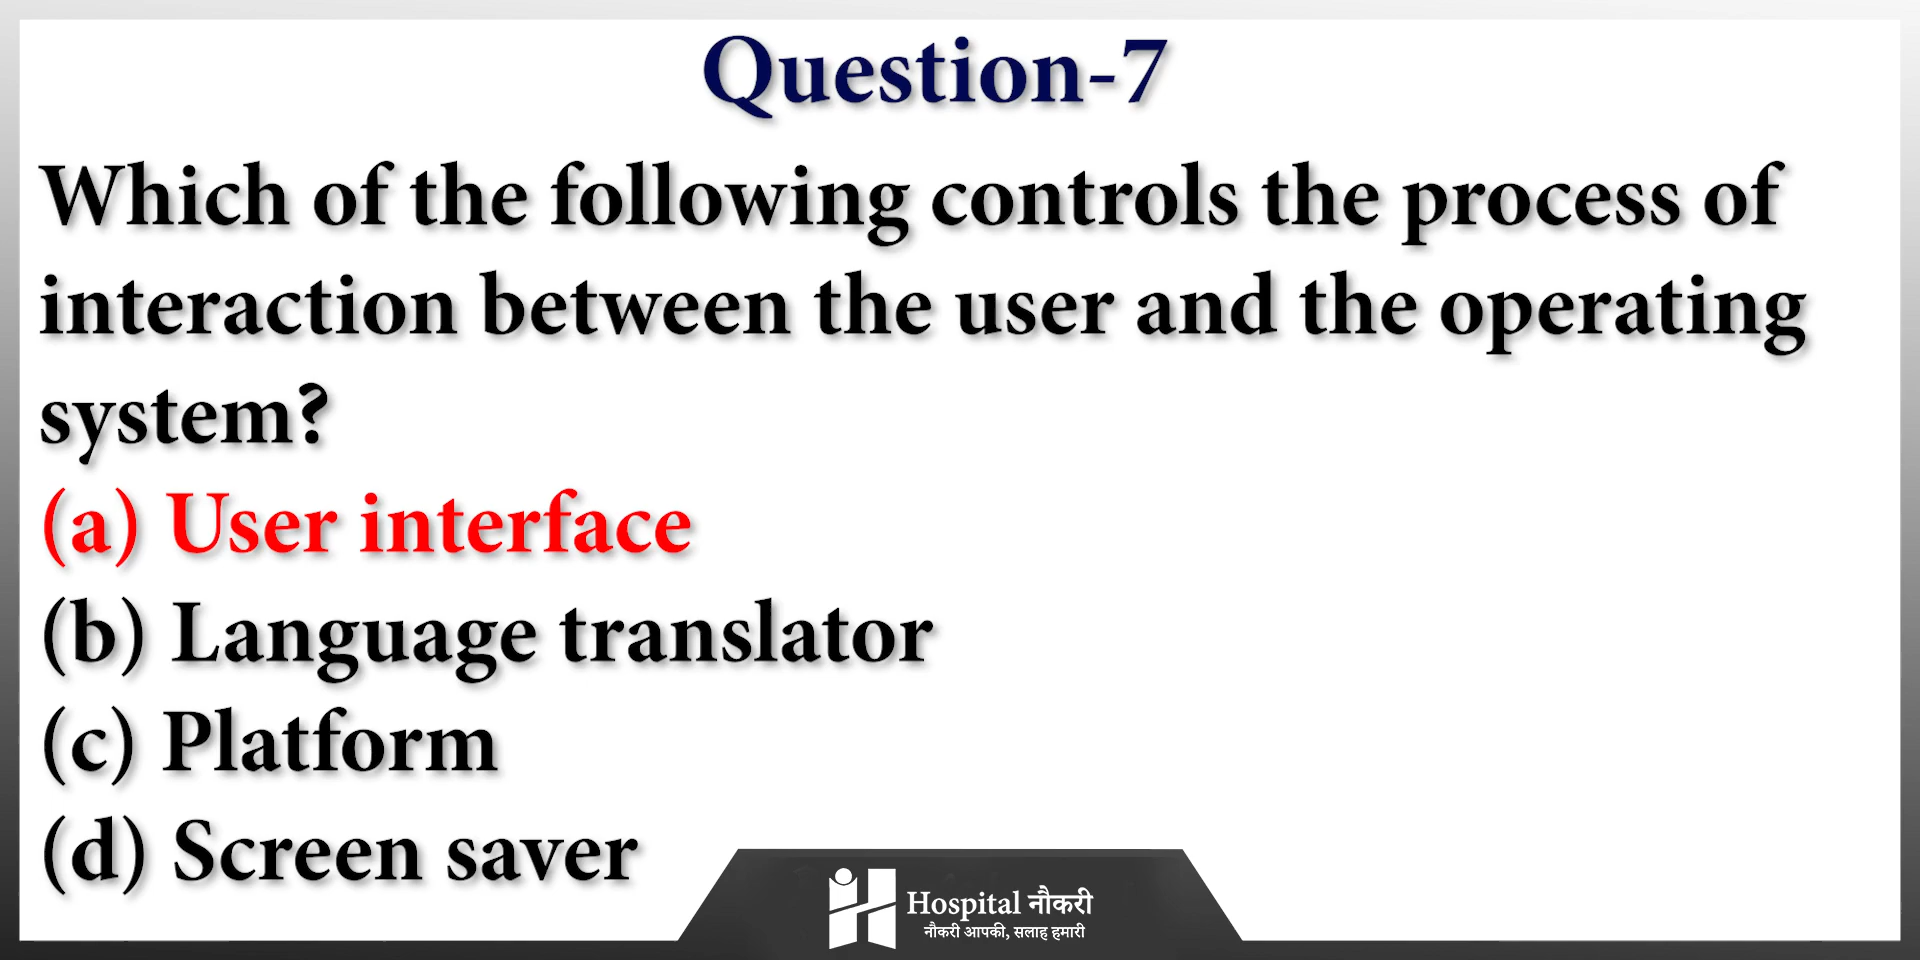 Question-7
Which of the following controls the process of
interaction between the user and the operating
system?
(a) User interface
(b) Language translator
(c) Platform
(d) Screen saver
Hospital नौकरी
नौकरी आपकी, सलाह हमारी